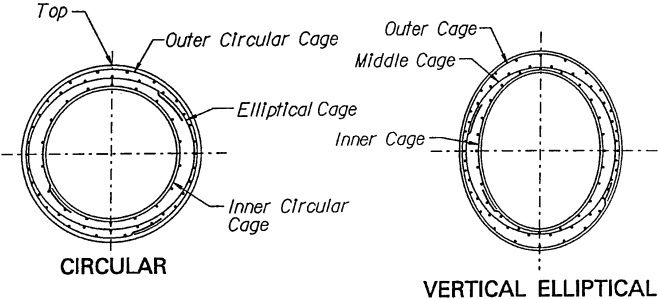 Top
Outer Circular Cage
Elliptical Cage
Inner Circular
Cage
CIRCULAR
Outer Cage
Middle Cage
Inner Cage
VERTICAL ELLIPTICAL